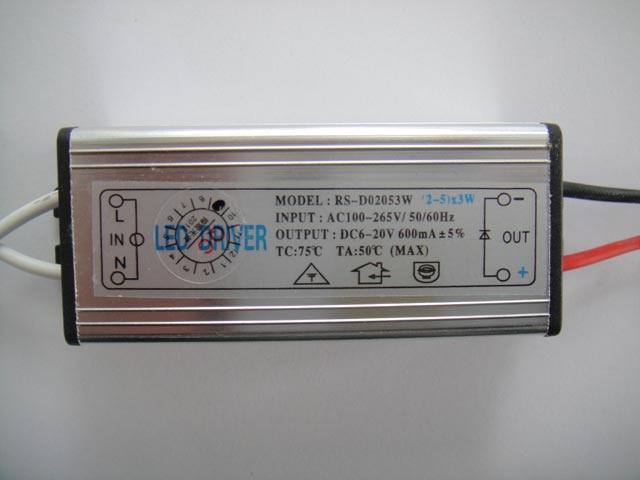 L
IN
N
LED DRIVER
MODEL : RS-D02053W (2-5)x3W
INPUT : AC100-265V/ 50/60Hz
OUTPUT : DC6-20V 600mA±5%
TC:75℃ TA:50℃ (MAX)
-
OUT
+